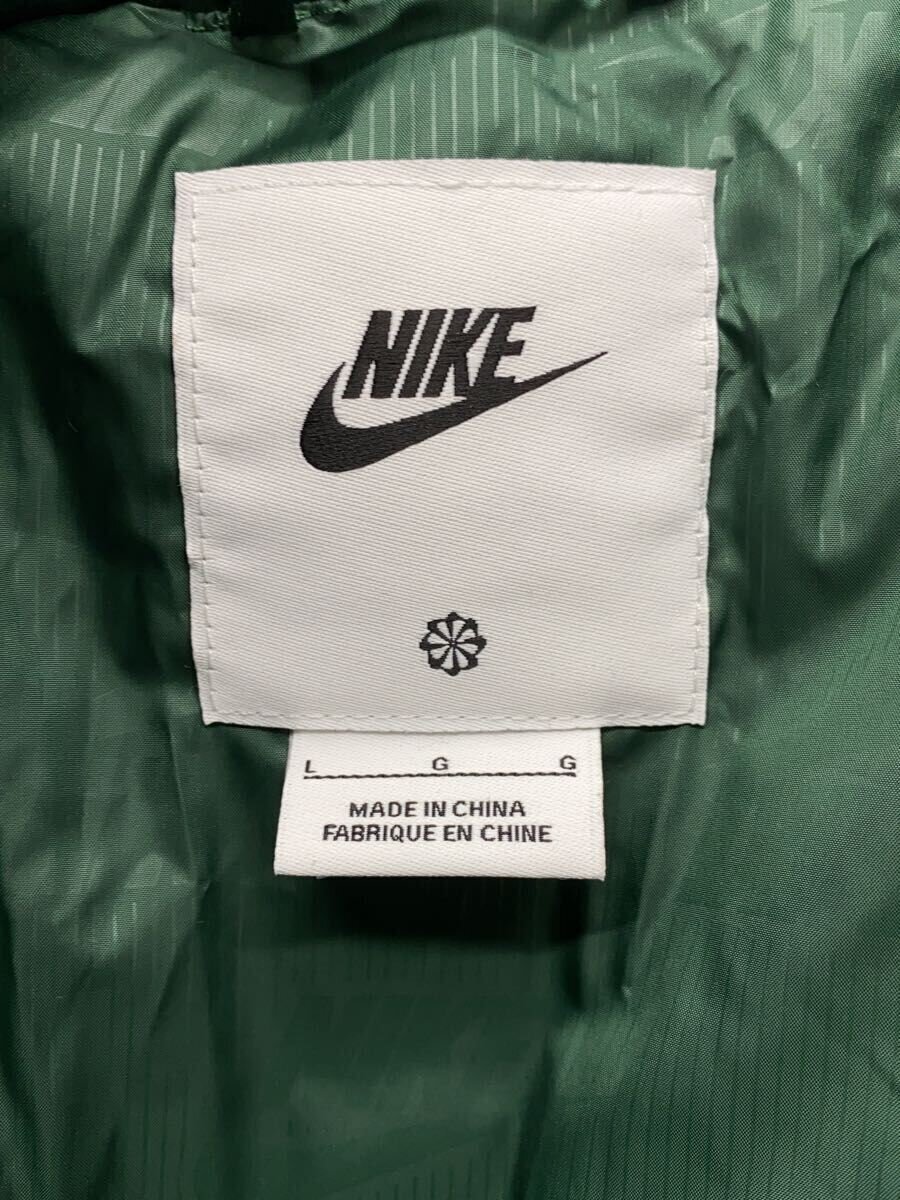 NIKE
L G G
MADE IN CHINA
FABRIQUE EN CHINE